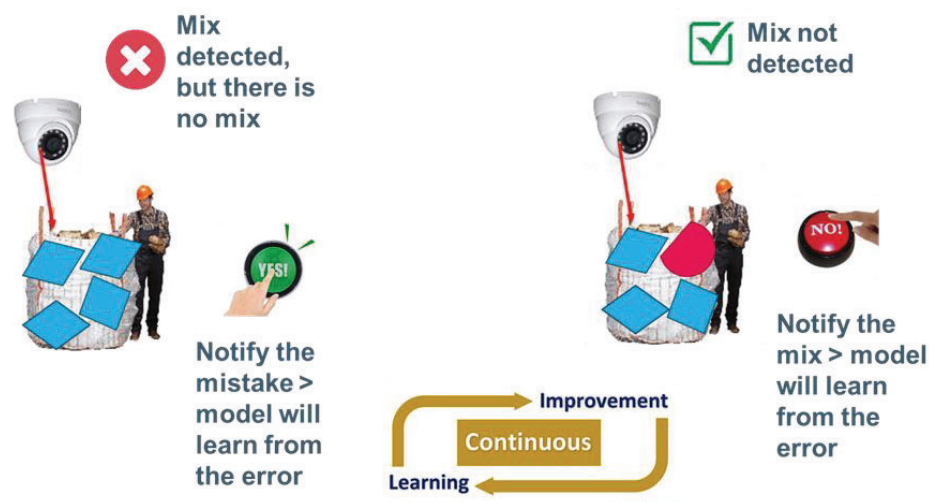 Mix
detected,
but there is
no mix
Mix not
detected
YES!
NO!
Notify the
mistake >
model will
learn from
the error
Notify the
mix > model
will learn
from the
error
Improvement
Continuous
Learning